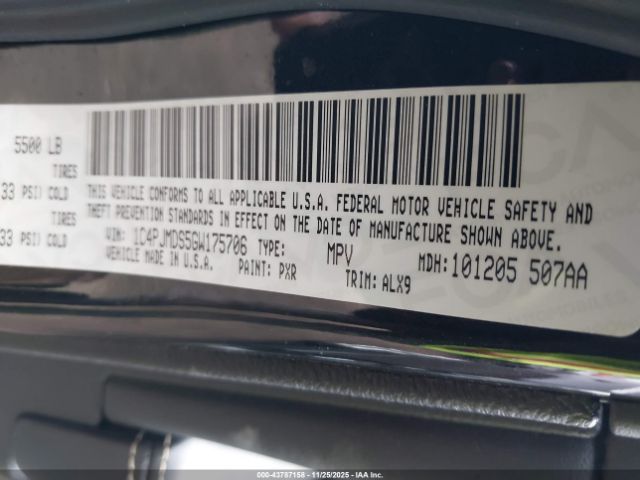 5500 LB
TIRES
33 PSI) COLD
TIRES
33 PSI) COLD
THIS VEHICLE CONFORMS TO ALL APPLICABLE U.S.A. FEDERAL MOTOR VEHICLE SAFETY AND
THEFT PREVENTION STANDARDS IN EFFECT ON THE DATE OF MANUFACTURE SHOWN ABOVE.
VIN: 1C4PJMDS5GW175706 TYPE: MPV MDH: 101205 507AA
VEHICLE MADE IN U.S.A. PAINT: PXR TRIM: ALX9
000-43787158 - 11/25/2025 - IAA Inc.